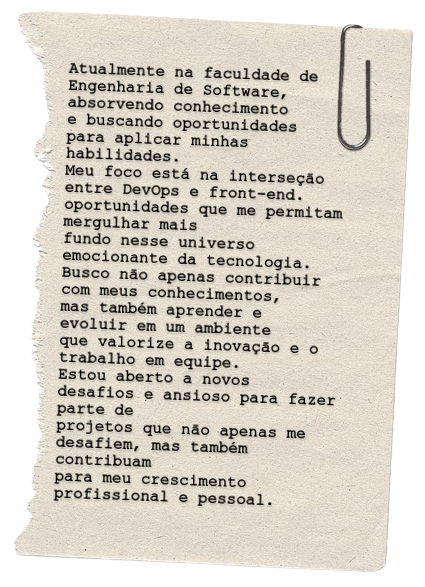 Atualmente na faculdade de
Engenharia de Software,
absorvendo conhecimento
e buscando oportunidades
para aplicar minhas
habilidades.
Meu foco está na interseção
entre DevOps e front-end.
oportunidades que me permitam
mergulhar mais
fundo nesse universo
emocionante da tecnologia.
Busco não apenas contribuir
com meus conhecimentos,
mas também aprender e
evoluir em um ambiente
que valorize a inovação e o
trabalho em equipe.
Estou aberto a novos
desafios e ansioso para fazer
parte de
projetos que não apenas me
desafiem, mas também
contribuam
para meu crescimento
profissional e pessoal.